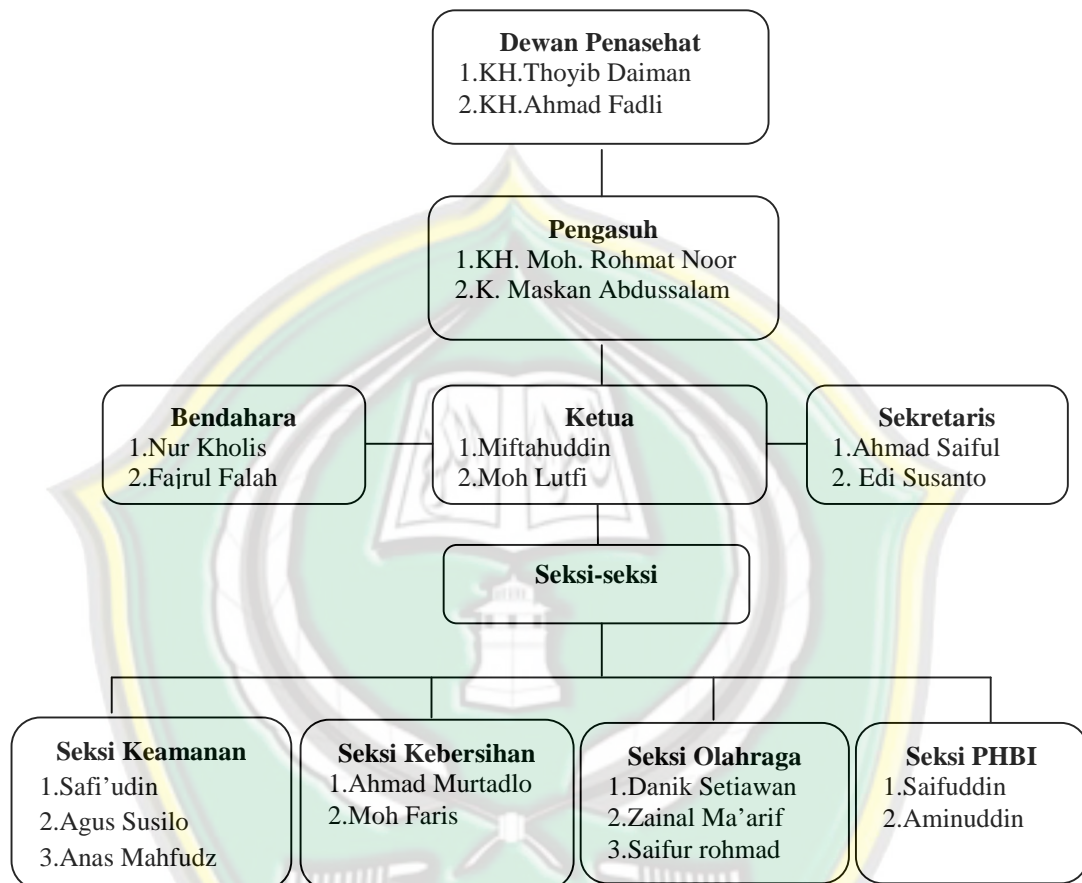 Dewan Penasehat
1.KH.Thoyib Daiman
2.KH.Ahmad Fadli
Pengasuh
1.KH. Moh. Rohmat Noor
2.K. Maskan Abdussalam
Bendahara
1.Nur Kholis
2.Fajrul Falah
Ketua
1.Miftahuddin
2.Moh Lutfi
Sekretaris
1.Ahmad Saiful
2. Edi Susanto
Seksi-seksi
Seksi Keamanan
1.Safi’udin
2.Agus Susilo
3.Anas Mahfudz
Seksi Kebersihan
1.Ahmad Murtadlo
2.Moh Faris
Seksi Olahraga
1.Danik Setiawan
2.Zainal Ma’arif
3.Saifur rohmad
Seksi PHBI
1.Saifuddin
2.Aminuddin